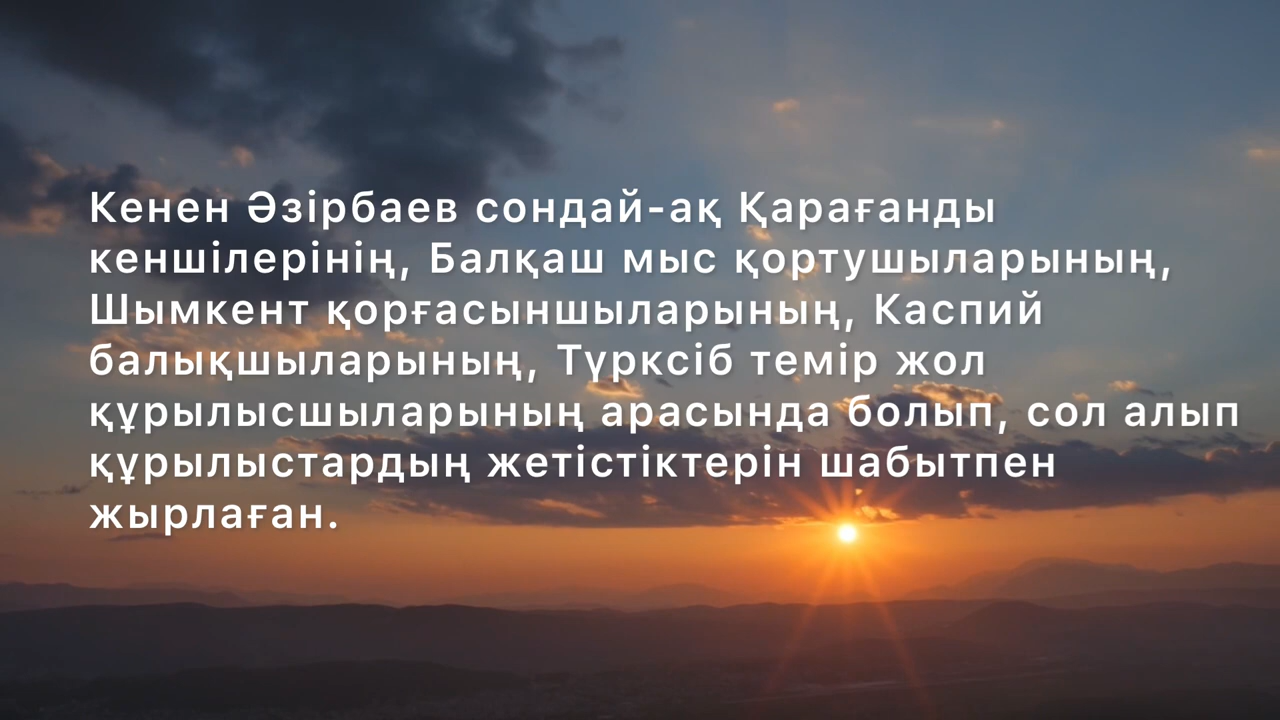 Кенен Әзірбаев сондай-ақ Қарағанды
кеншілерінің, Балқаш мыс қортушыларының,
Шымкент қорғасыншыларының, Каспий
балықшыларының, Түрксіб темір жол
құрылысшыларының арасында болып, сол алып
құрылыстардың жетістіктерін шабытпен
жырлаған.